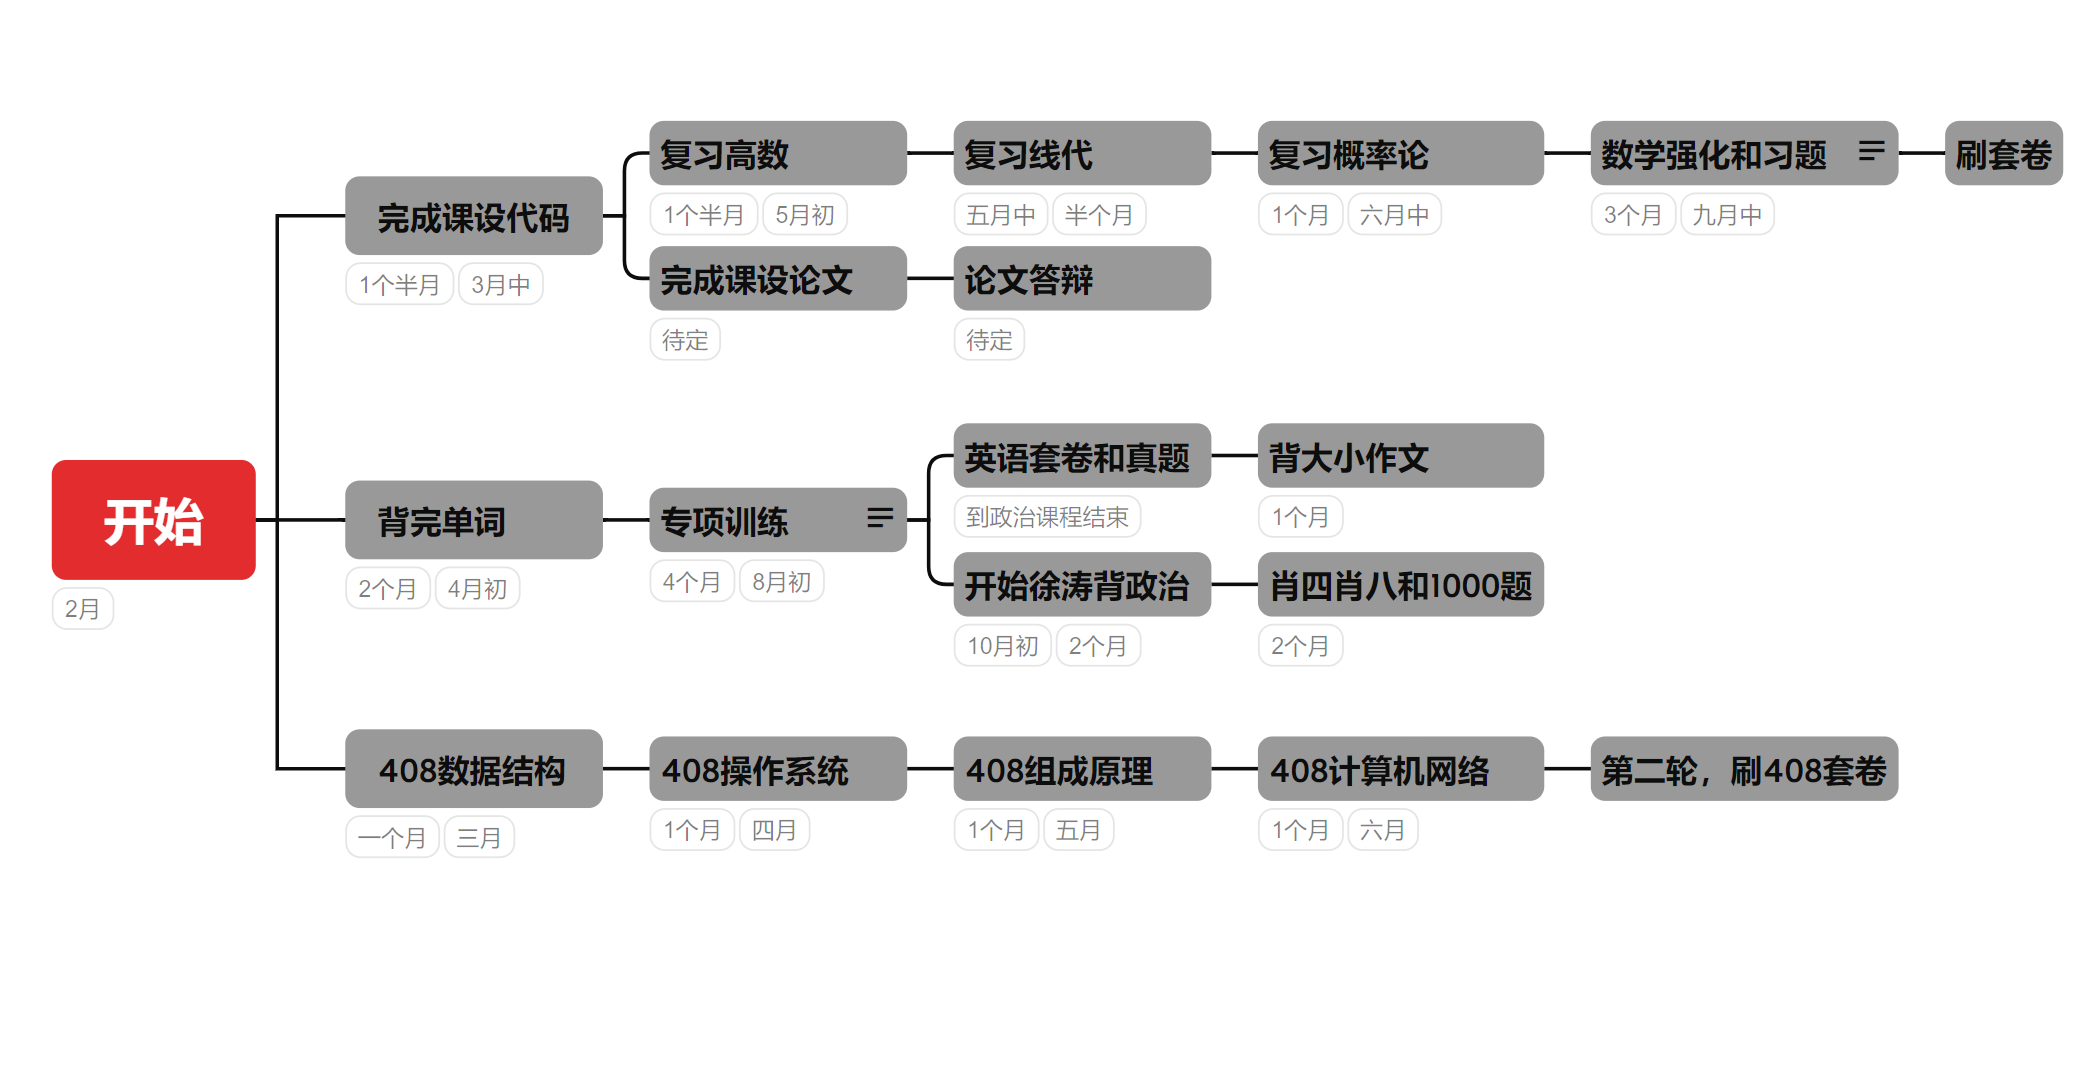 开始
2月
完成课设代码
1个半月 3月中
复习高数
1个半月 5月初
复习线代
五月中 半个月
复习概率论
1个月 六月中
数学强化和习题
3个月 九月中
刷套卷
完成课设论文
待定
论文答辩
待定
背完单词
2个月 4月初
专项训练
4个月 8月初
英语套卷和真题
到政治课程结束
背大小作文
1个月
开始徐涛背政治
10月初 2个月
肖四肖八和1000题
2个月
408数据结构
一个月 三月
408操作系统
1个月 四月
408组成原理
1个月 五月
408计算机网络
1个月 六月
第二轮，刷408套卷